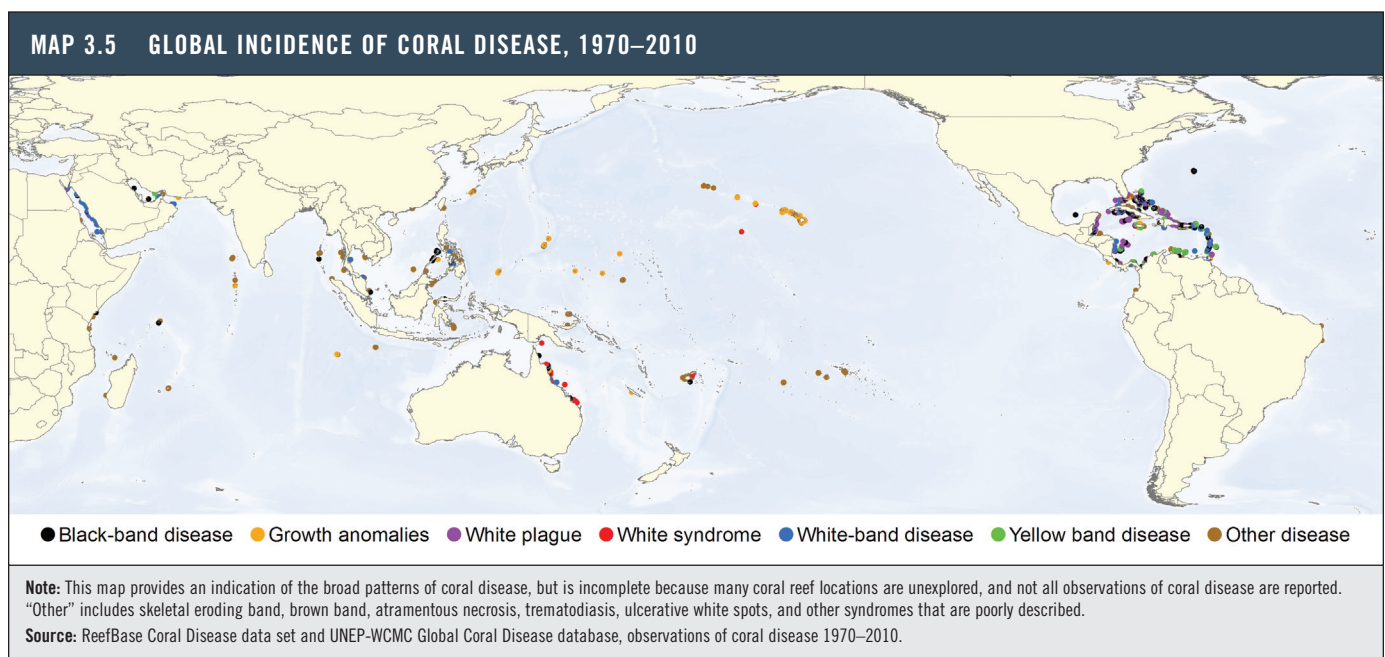 MAP 3.5 GLOBAL INCIDENCE OF CORAL DISEASE, 1970–2010
Black-band disease Growth anomalies White plague White syndrome White-band disease Yellow band disease Other disease
Note: This map provides an indication of the broad patterns of coral disease, but is incomplete because many coral reef locations are unexplored, and not all observations of coral disease are reported.
“Other” includes skeletal eroding band, brown band, atramentous necrosis, trematodiasis, ulcerative white spots, and other syndromes that are poorly described.
Source: ReefBase Coral Disease data set and UNEP-WCMC Global Coral Disease database, observations of coral disease 1970–2010.